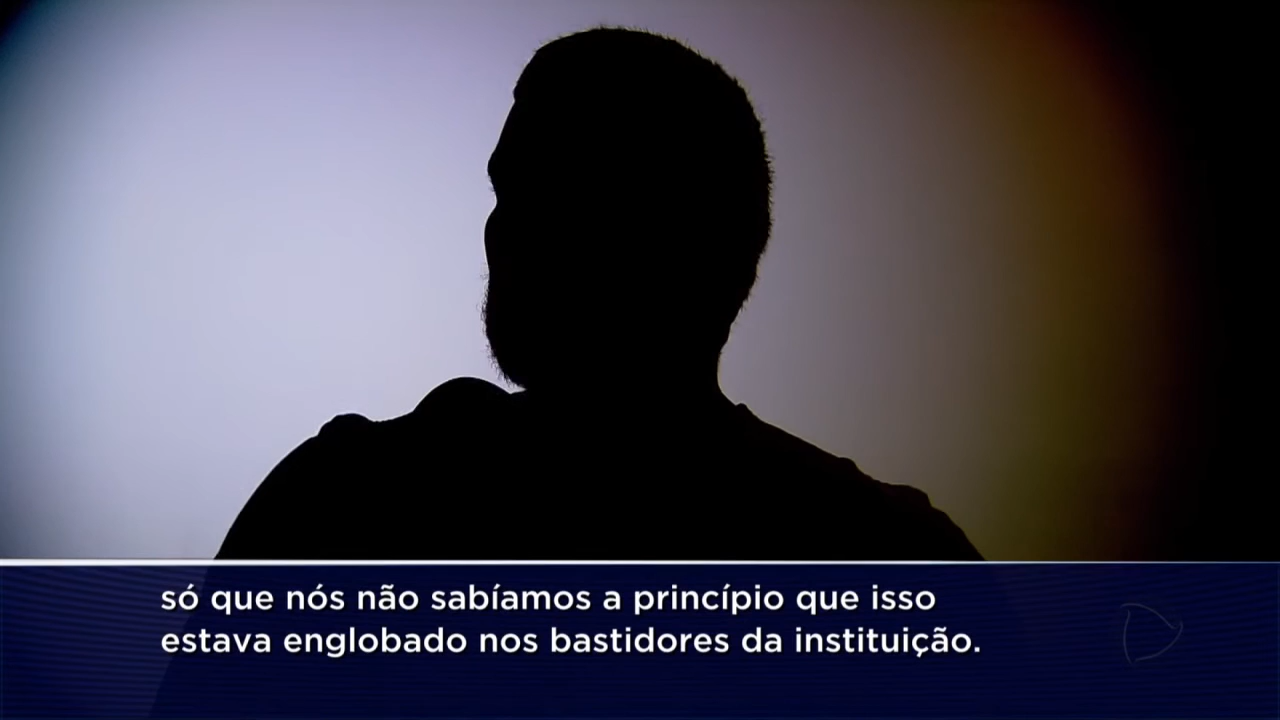 só que nós não sabíamos a princípio que isso
estava englobado nos bastidores da instituição.